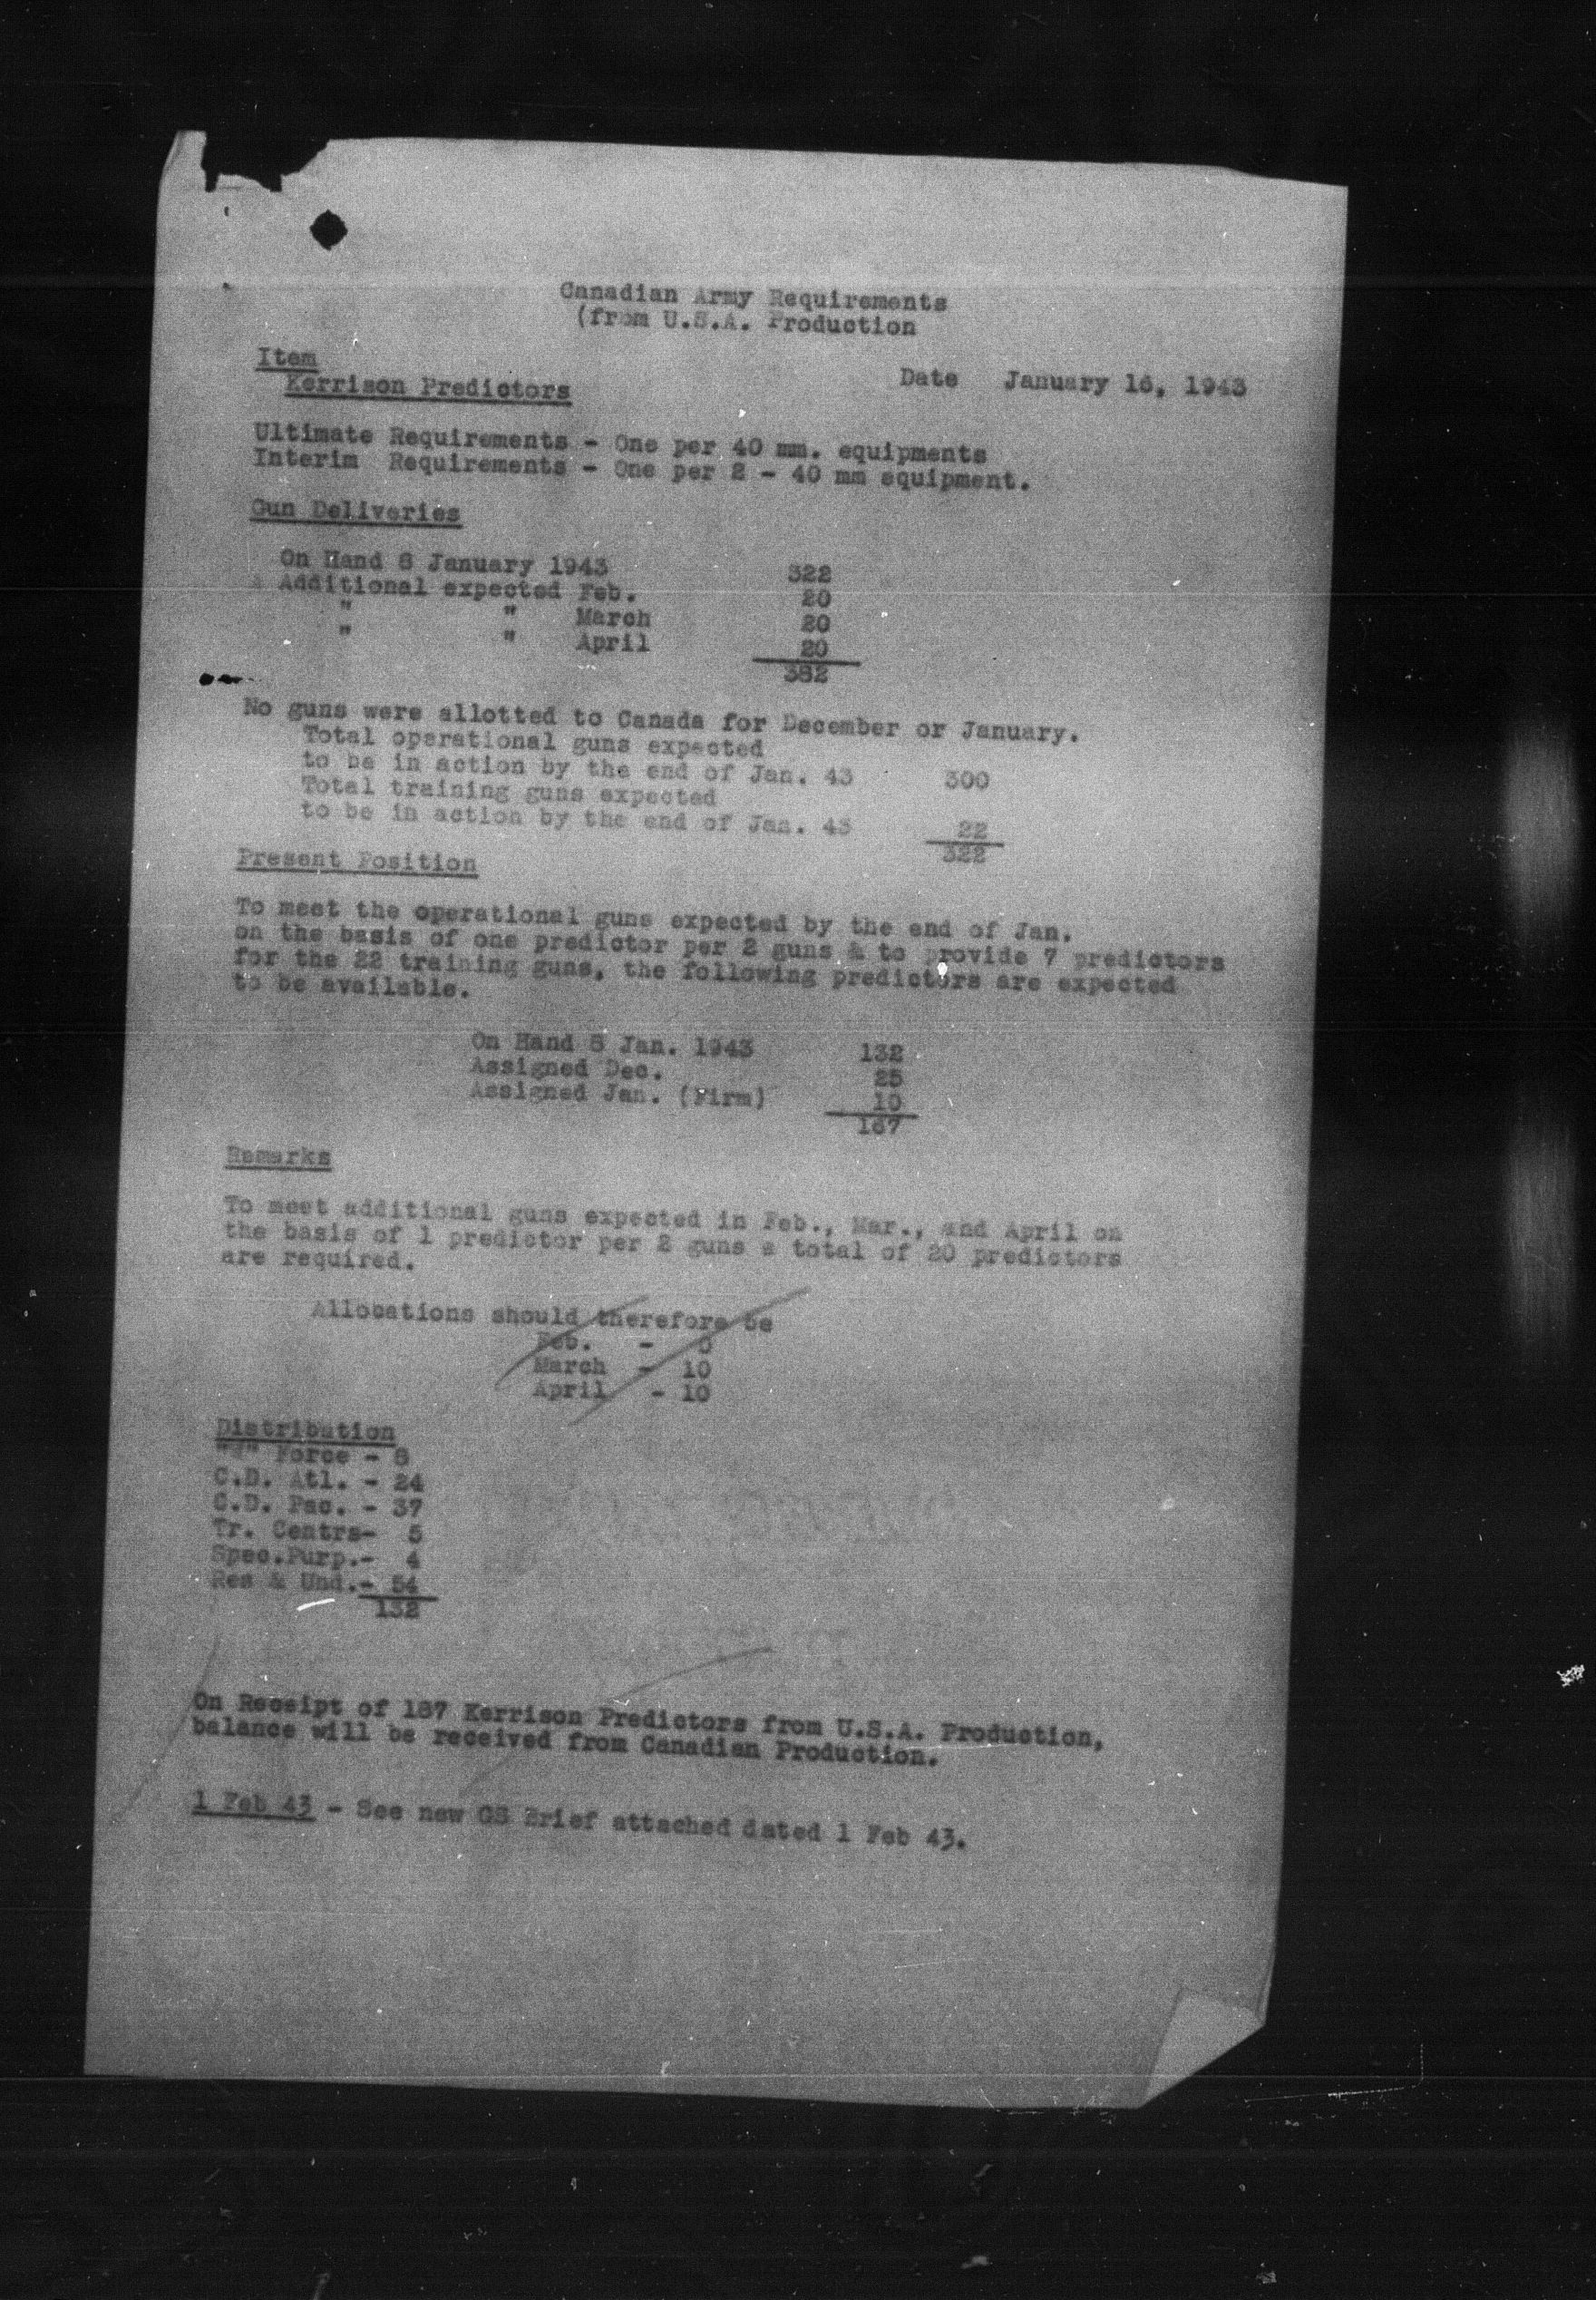 Canadian Army Requirements
(from U.S.A. Production
Item
Kerrison Predictors
Date January 16, 1943
Ultimate Requirements - One per 40 mm. equipments
Interim Requirements - One per 2 - 40 mm equipment.
Gun Deliveries
On Hand 8 January 1943 322
Additional expected Feb. 20
" " March 20
" " April 20
382
No guns were allotted to Canada for December or January.
Total operational guns expected
to be in action by the end of Jan. 43 300
Total training guns expected
to be in action by the end of Jan. 43 22
322
Present Position
To meet the operational guns expected by the end of Jan.
on the basis of one predictor per 2 guns & to provide 7 predictors
for the 22 training guns, the following predictors are expected
to be available.
On Hand 8 Jan. 1943 132
Assigned Dec. 25
Assigned Jan. (Firm) 10
167
Remarks
To meet additional guns expected in Feb., Mar., and April on
the basis of 1 predictor per 2 guns a total of 20 predictors
are required.
Allocations should therefore be
Feb. - 0
March - 10
April - 10
Distribution
Force - 8
C.D. Atl. - 24
C.D. Pac. - 37
Tr. Centrs- 5
Spec.Purp.- 4
Res & Und.- 54
132
On Receipt of 187 Kerrison Predictors from U.S.A. Production,
balance will be received from Canadian Production.
1 Feb 43 - See new GS Brief attached dated 1 Feb 43.